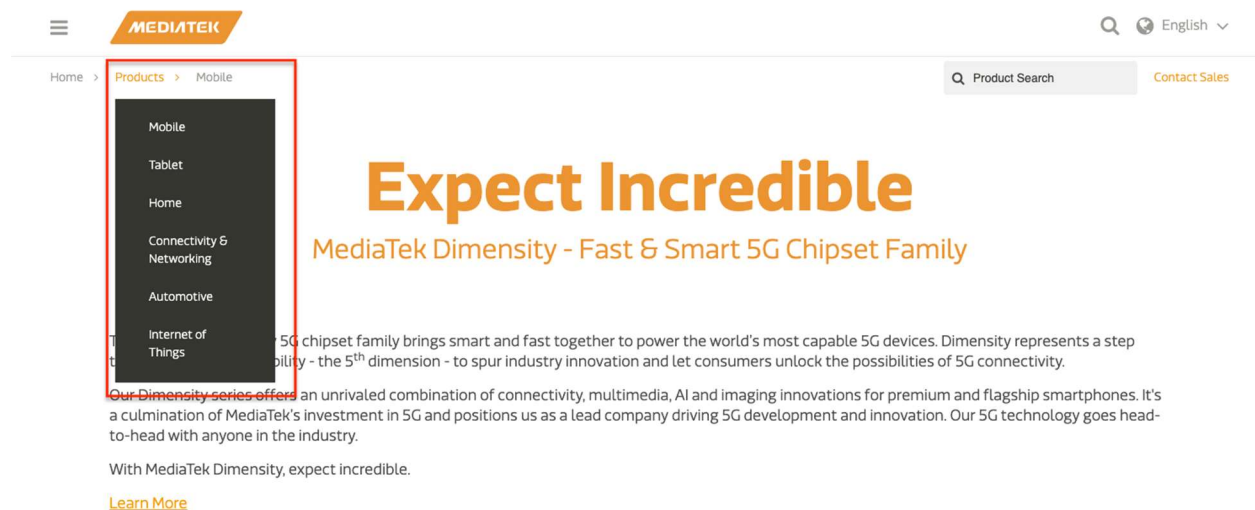 MEDIATEK
English
Home > Products > Mobile
Product Search
Contact Sales
Mobile
Tablet
Home
Connectivity &
Networking
Automotive
Internet of
Things
Expect Incredible
MediaTek Dimensity - Fast & Smart 5G Chipset Family
5G chipset family brings smart and fast together to power the world's most capable 5G devices. Dimensity represents a step
- the 5th dimension - to spur industry innovation and let consumers unlock the possibilities of 5G connectivity.
Our Dimensity series offers an unrivaled combination of connectivity, multimedia, AI and imaging innovations for premium and flagship smartphones. It's
a culmination of MediaTek's investment in 5G and positions us as a lead company driving 5G development and innovation. Our 5G technology goes head-
to-head with anyone in the industry.
With MediaTek Dimensity, expect incredible.
Learn More